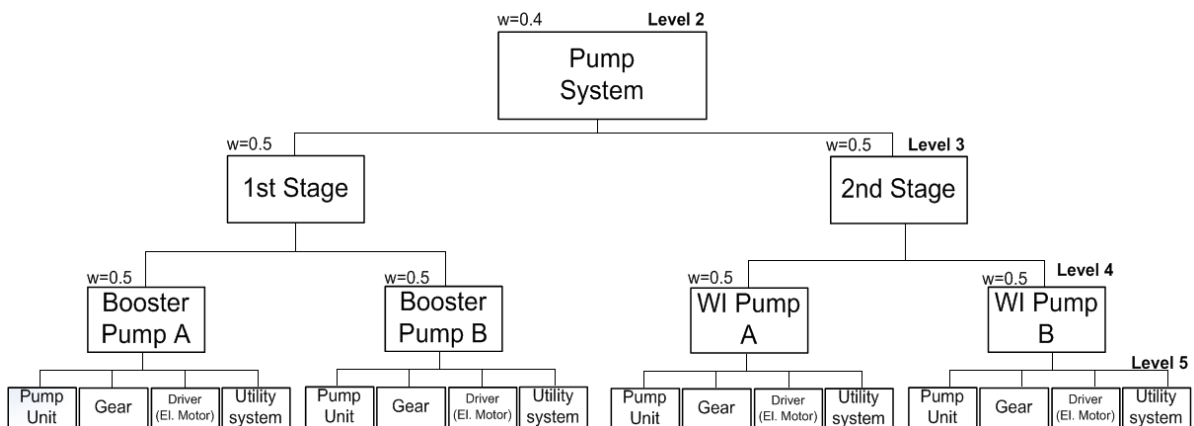 w=0.4
Level 2
Pump
System
w=0.5
w=0.5
Level 3
1st Stage
2nd Stage
w=0.5
w=0.5
w=0.5
w=0.5
Level 4
Booster
Pump A
Booster
Pump B
WI Pump
A
WI Pump
B
Level 5
Pump
Unit
Gear
Driver
(El. Motor)
Utility
system
Pump
Unit
Gear
Driver
(El. Motor)
Utility
system
Pump
Unit
Gear
Driver
(El. Motor)
Utility
system
Pump
Unit
Gear
Driver
(El. Motor)
Utility
system